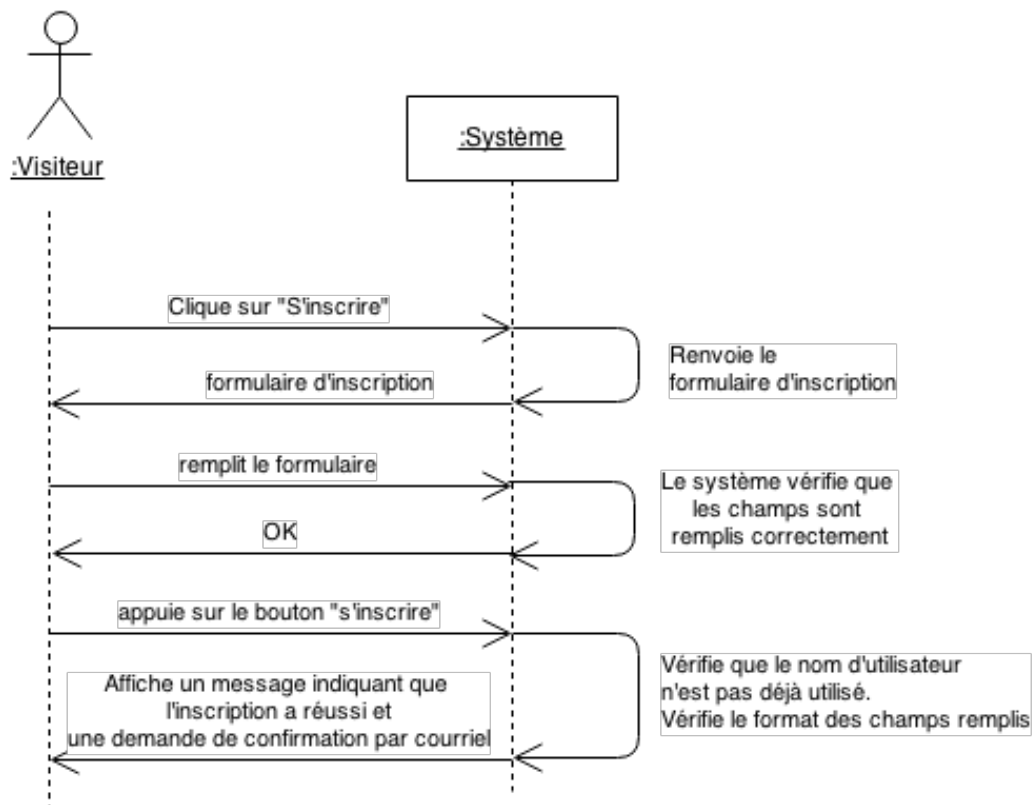 :Visiteur
:Système
Clique sur "S'inscrire"
Renvoie le
formulaire d'inscription
formulaire d'inscription
remplit le formulaire
Le système vérifie que
les champs sont
remplis correctement
OK
appuie sur le bouton "s'inscrire"
Vérifie que le nom d'utilisateur
n'est pas déjà utilisé.
Vérifie le format des champs remplis
Affiche un message indiquant que
l'inscription a réussi et
une demande de confirmation par courriel